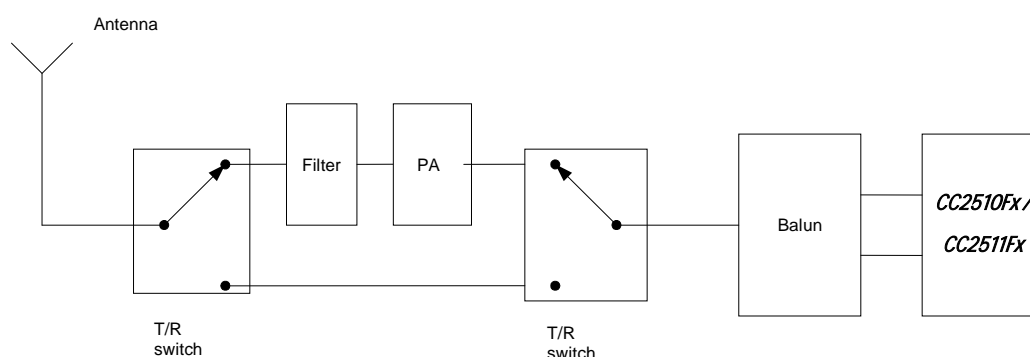 Antenna
Filter
PA
Balun
CC2510Fx /
CC2511Fx
T/R
switch
T/R
switch